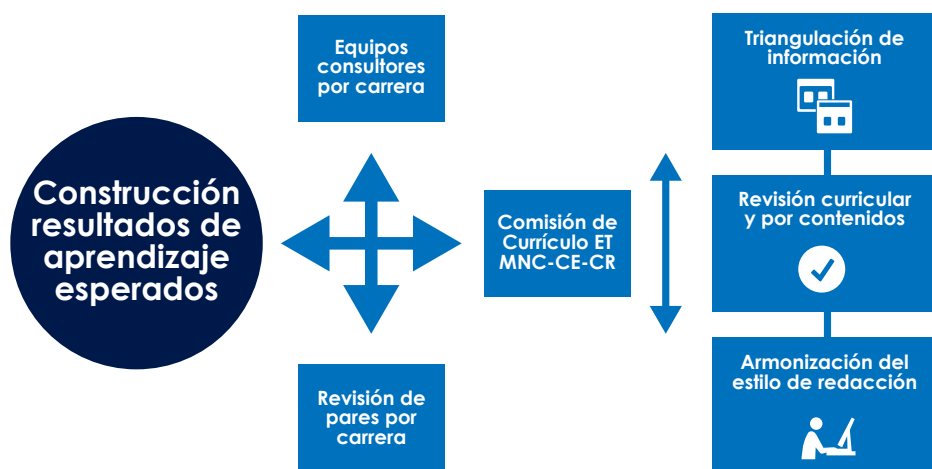 Construcción
resultados de
aprendizaje
esperados
Equipos
consultores
por carrera
Revisión de
pares por
carrera
Comisión de
Currículo ET
MNC-CE-CR
Triangulación de
información
Revisión curricular
y por contenidos
Armonización del
estilo de redacción